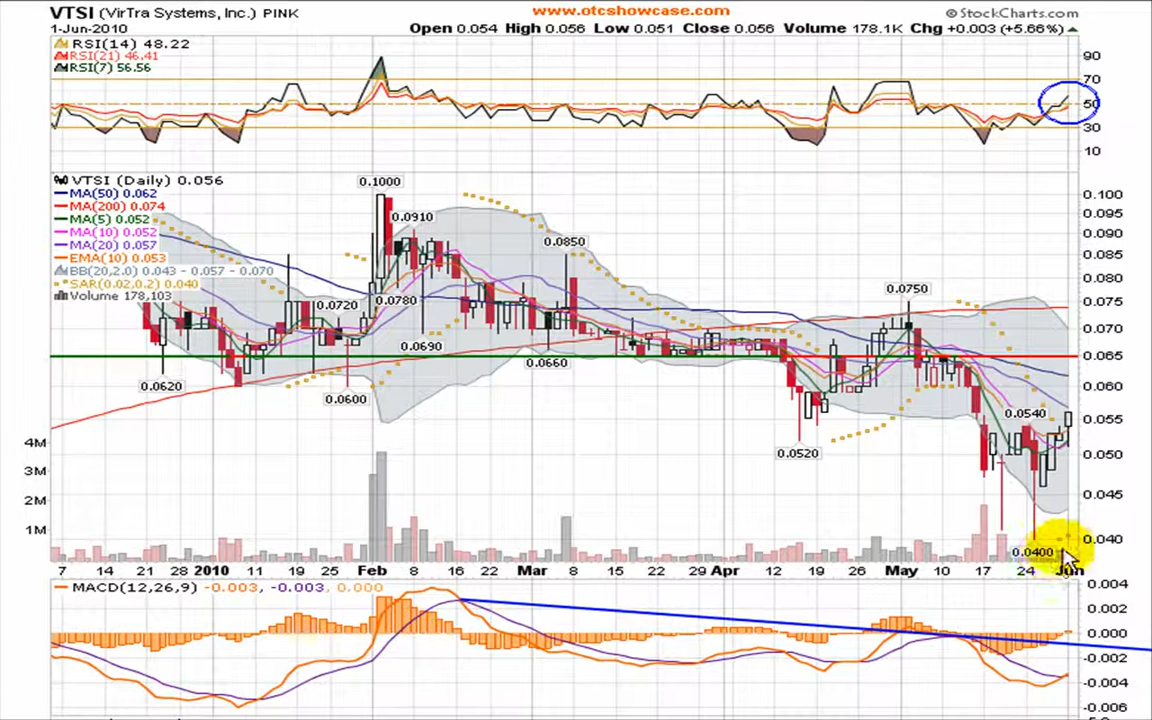 VTSI (VirTra Systems, Inc.) PINK
www.otcshowcase.com
© StockCharts.com
1-Jun-2010
Open 0.054 High 0.056 Low 0.051 Close 0.056 Volume 178.1K Chg +0.003 (+5.66%)
RSI(14) 48.22
RSI(21) 46.41
RSI(7) 56.56
90
70
50
30
10
VTSI (Daily) 0.056
MA(50) 0.062
MA(200) 0.074
MA(5) 0.052
MA(10) 0.052
MA(20) 0.057
EMA(10) 0.053
BB(20,2.0) 0.043 - 0.057 - 0.070
SAR(0.02,0.2) 0.040
Volume 178,103
0.1000
0.0910
0.0850
0.0720
0.0780
0.0750
0.0690
0.0660
0.0620
0.0600
0.0540
0.0520
0.0400
0.100
0.095
0.090
0.085
0.080
0.075
0.070
0.065
0.060
0.055
0.050
0.045
0.040
4M
3M
2M
1M
7 14 21 28 2010 11 19 25 Feb 8 16 22 Mar 8 15 22 29 Apr 12 19 26 May 10 17 24 Jun
MACD(12,26,9) -0.003, -0.003, 0.000
0.004
0.002
0.000
-0.002
-0.004
-0.006